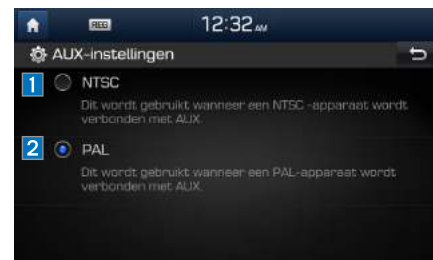 REC 12:32 AM
AUX-instellingen
1 NTSC
Dit wordt gebruikt wanneer een NTSC -apparaat wordt
verbonden met AUX.
2 PAL
Dit wordt gebruikt wanneer een PAL-apparaat wordt
verbonden met AUX.